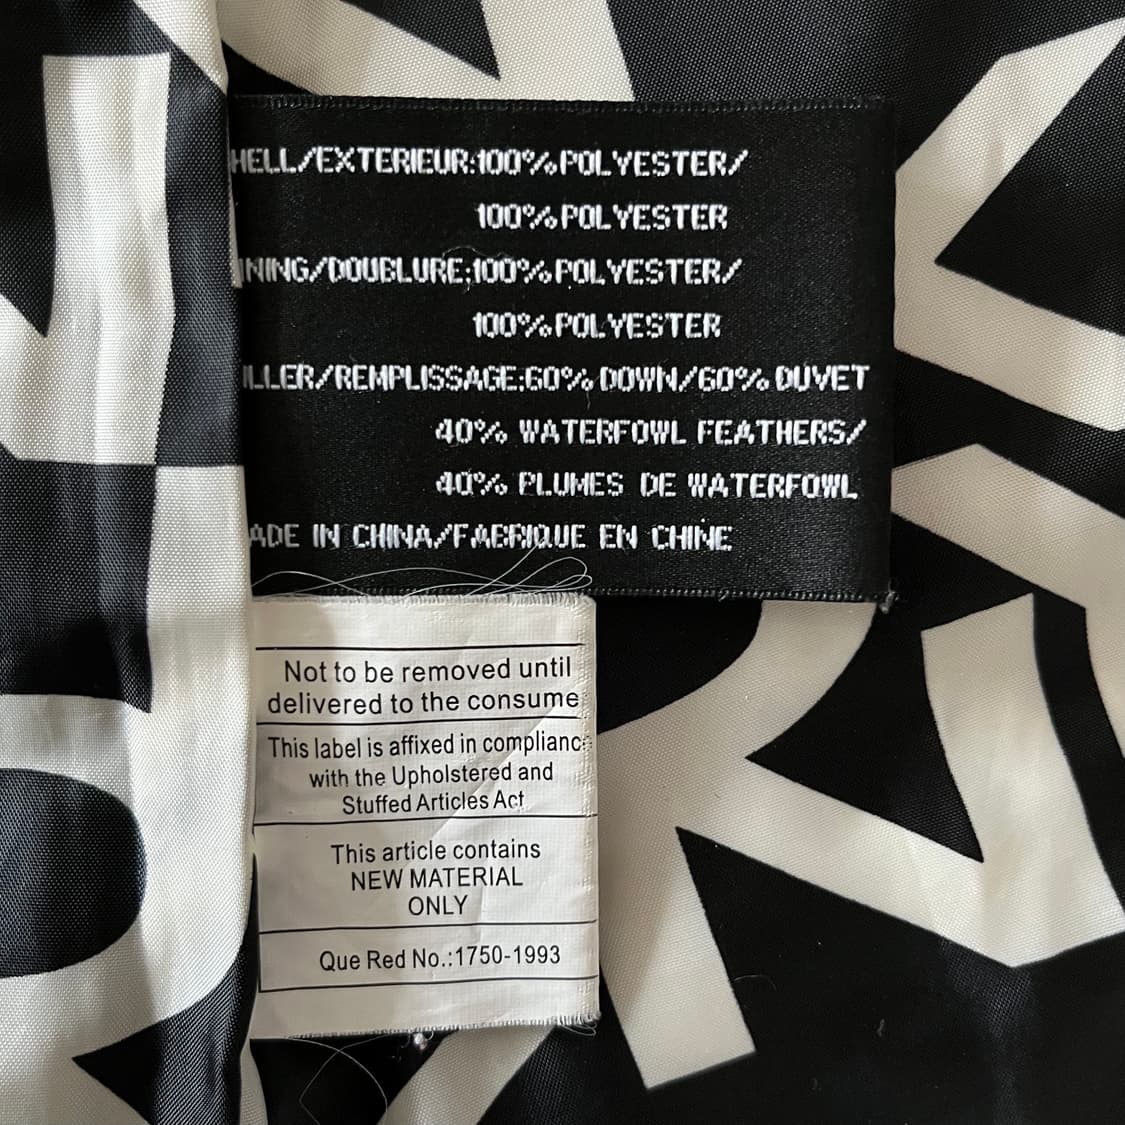 HELL/EXTERIEUR:100%POLYESTER/
100%POLYESTER
INING/DOUBLURE:100%POLYESTER/
100%POLYESTER
ILLER/REMPLISSAGE:60% DOWN/60% DUVET
40% WATERFOWL FEATHERS/
40% PLUMES DE WATERFOWL
ADE IN CHINA/FABRIQUE EN CHINE
Not to be removed until
delivered to the consume
This label is affixed in complianc
with the Upholstered and
Stuffed Articles Act
This article contains
NEW MATERIAL
ONLY
Que Red No.:1750-1993